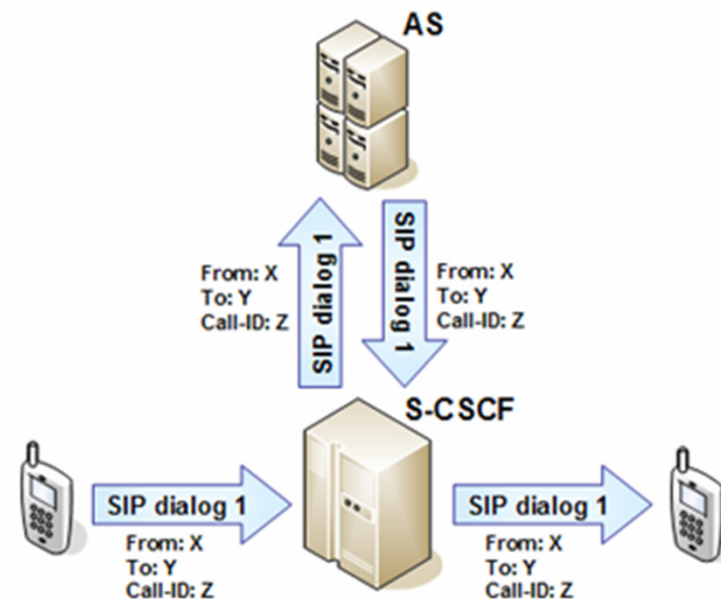 AS
SIP dialog 1
From: X
To: Y
Call-ID: Z
SIP dialog 1
From: X
To: Y
Call-ID: Z
S-CSCF
SIP dialog 1
From: X
To: Y
Call-ID: Z
SIP dialog 1
From: X
To: Y
Call-ID: Z